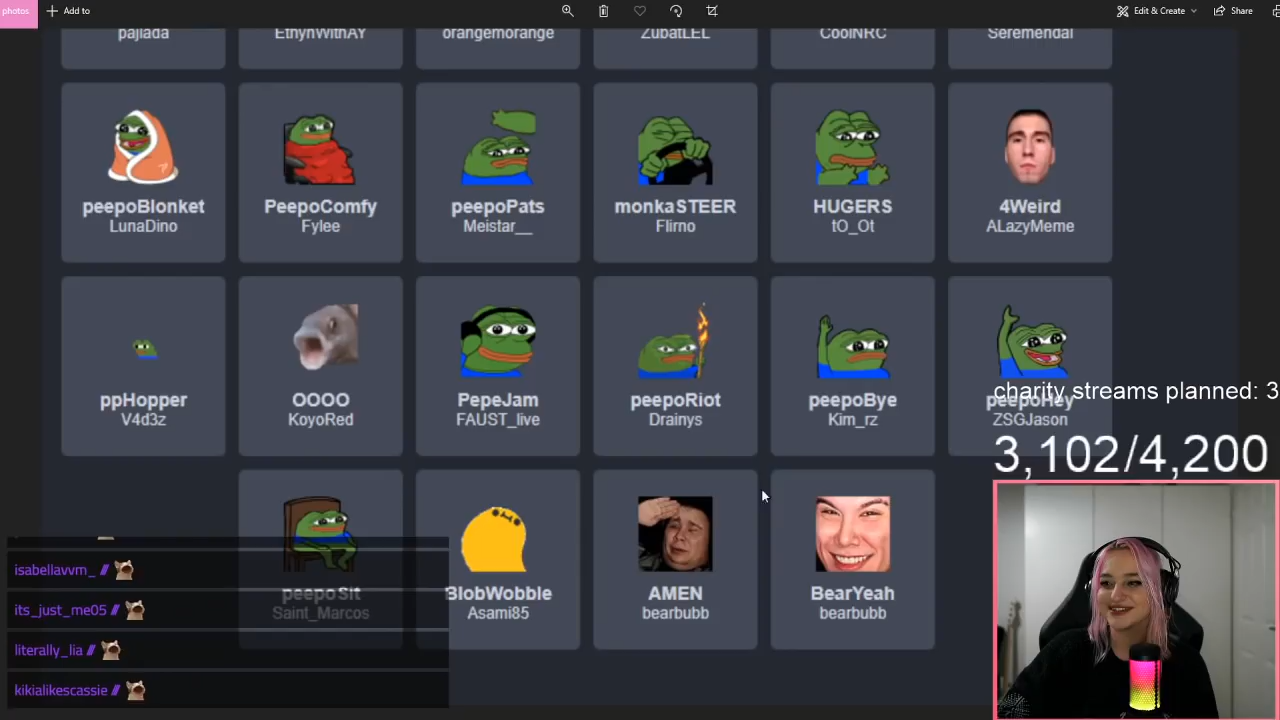 photos
Add to
Edit & Create
Share
pajlada
EthynWithAY
orangemorange
ZubatLEL
CoolNRC
Seremendal
peepoBlonket
LunaDino
PeepoComfy
Fylee
peepoPats
Meistar__
monkaSTEER
Flirno
HUGERS
tO_Ot
4Weird
ALazyMeme
ppHopper
V4d3z
OOOO
KoyoRed
PepeJam
FAUST_live
peepoRiot
Drainys
peepoBye
Kim_rz
peepoHey
ZSGJason
charity streams planned: 3
3,102/4,200
peepoSit
Saint_Marcos
BlobWobble
Asami85
AMEN
bearbubb
BearYeah
bearbubb
isabellavvm_ //
its_just_me05 //
literally_lia //
kikialikescassie //